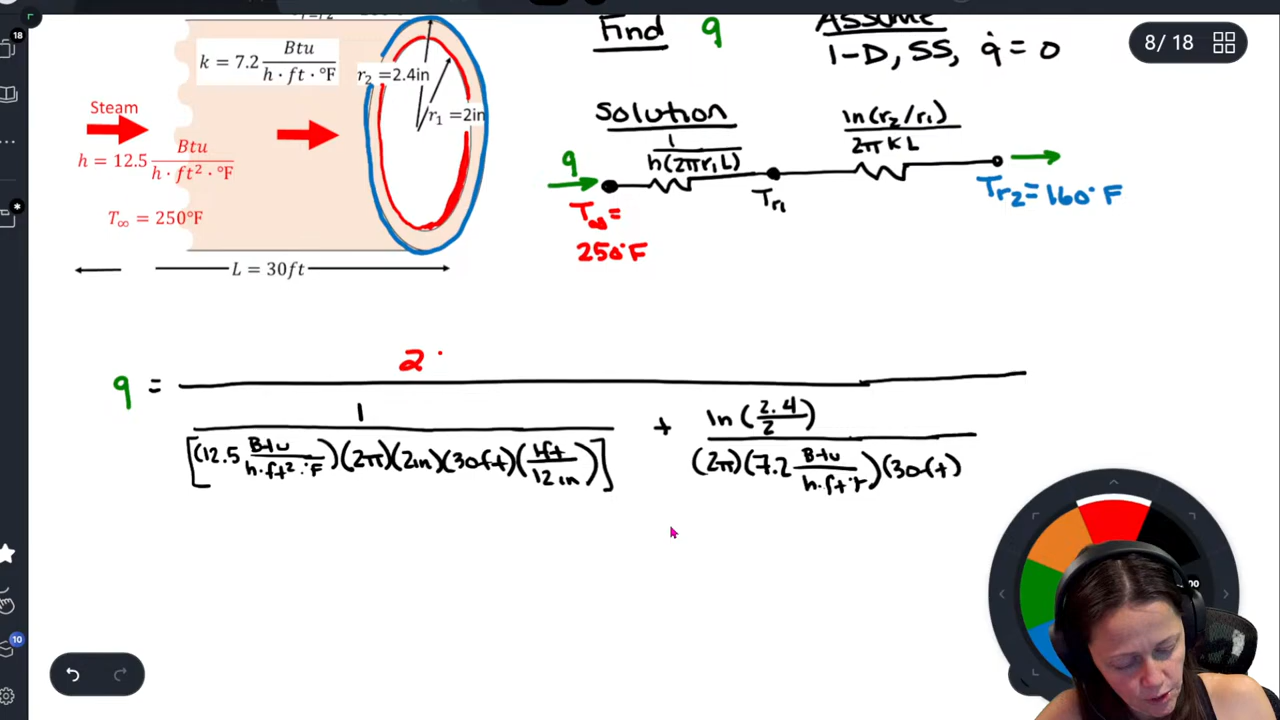 Find q
Assume
1-D, SS, q̇ = 0
k = 7.2 Btu / h · ft · °F
r2 = 2.4in
r1 = 2in
Steam
h = 12.5 Btu / h · ft² · °F
T∞ = 250°F
L = 30ft
Solution
1 / h(2πr1L)
ln(r2/r1) / 2πKL
q
T∞ = 250°F
Tr1
Tr2 = 160°F
q =
2
1 / [(12.5 Btu / h·ft²·°F)(2π)(2in)(30ft)(1ft / 12in)] + ln(2.4 / 2) / (2π)(7.2 Btu / h·ft·F)(30ft)
8 / 18
18
10